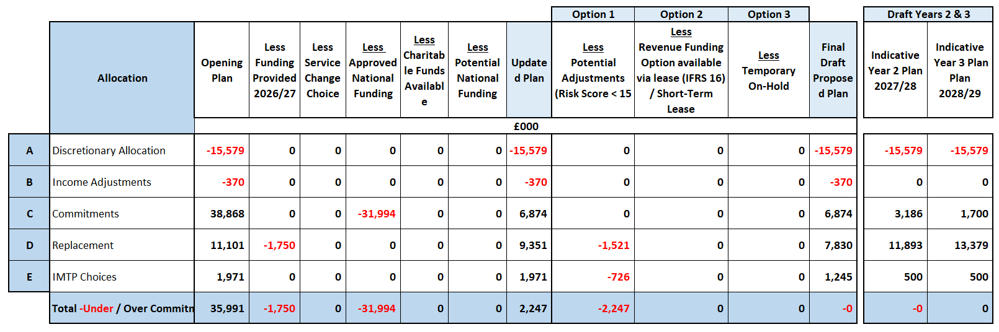 Option 1 Option 2 Option 3 Draft Years 2 & 3
Allocation
Opening
Plan
Less
Funding
Provided
2026/27
Less
Service
Change
Choice
Less
Approved
National
Funding
Less
Charitab
le Funds
Availabl
e
Less
Potential
National
Funding
Update
d Plan
Less
Potential
Adjustments
(Risk Score < 15
Less
Revenue Funding
Option available
via lease (IFRS 16)
/ Short-Term
Lease
Less
Temporary
On-Hold
Final
Draft
Propose
d Plan
Indicative
Year 2 Plan
2027/28
Indicative
Year 3 Plan
Plan
2028/29
£000
A Discretionary Allocation -15,579 0 0 0 0 0 -15,579 0 0 0 -15,579 -15,579 -15,579
B Income Adjustments -370 0 0 0 0 0 -370 0 0 0 -370 0 0
C Commitments 38,868 0 0 -31,994 0 0 6,874 0 0 0 6,874 3,186 1,700
D Replacement 11,101 -1,750 0 0 0 0 9,351 -1,521 0 0 7,830 11,893 13,379
E IMTP Choices 1,971 0 0 0 0 0 1,971 -726 0 0 1,245 500 500
Total -Under / Over Commitn 35,991 -1,750 0 -31,994 0 0 2,247 -2,247 0 0 -0 -0 0